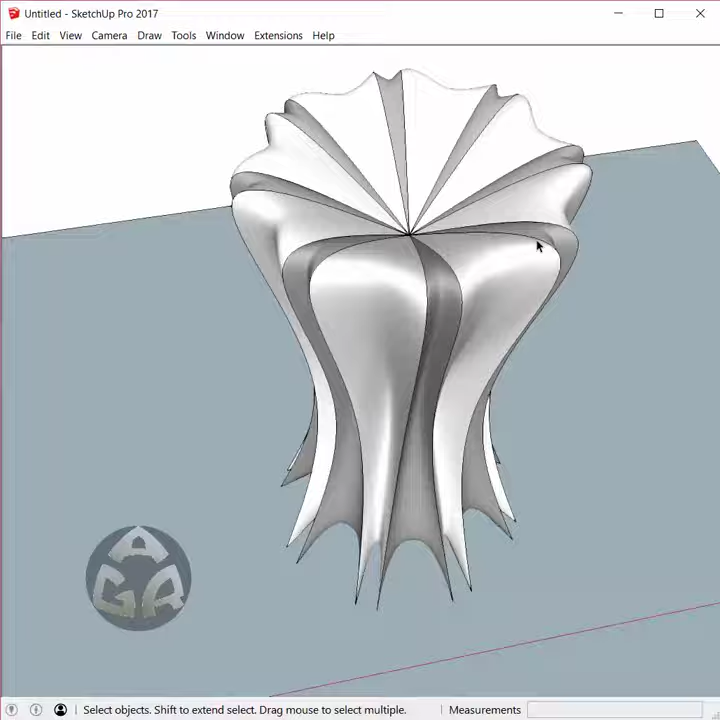 Untitled - SketchUp Pro 2017
File Edit View Camera Draw Tools Window Extensions Help
AGR
Select objects. Shift to extend select. Drag mouse to select multiple. Measurements